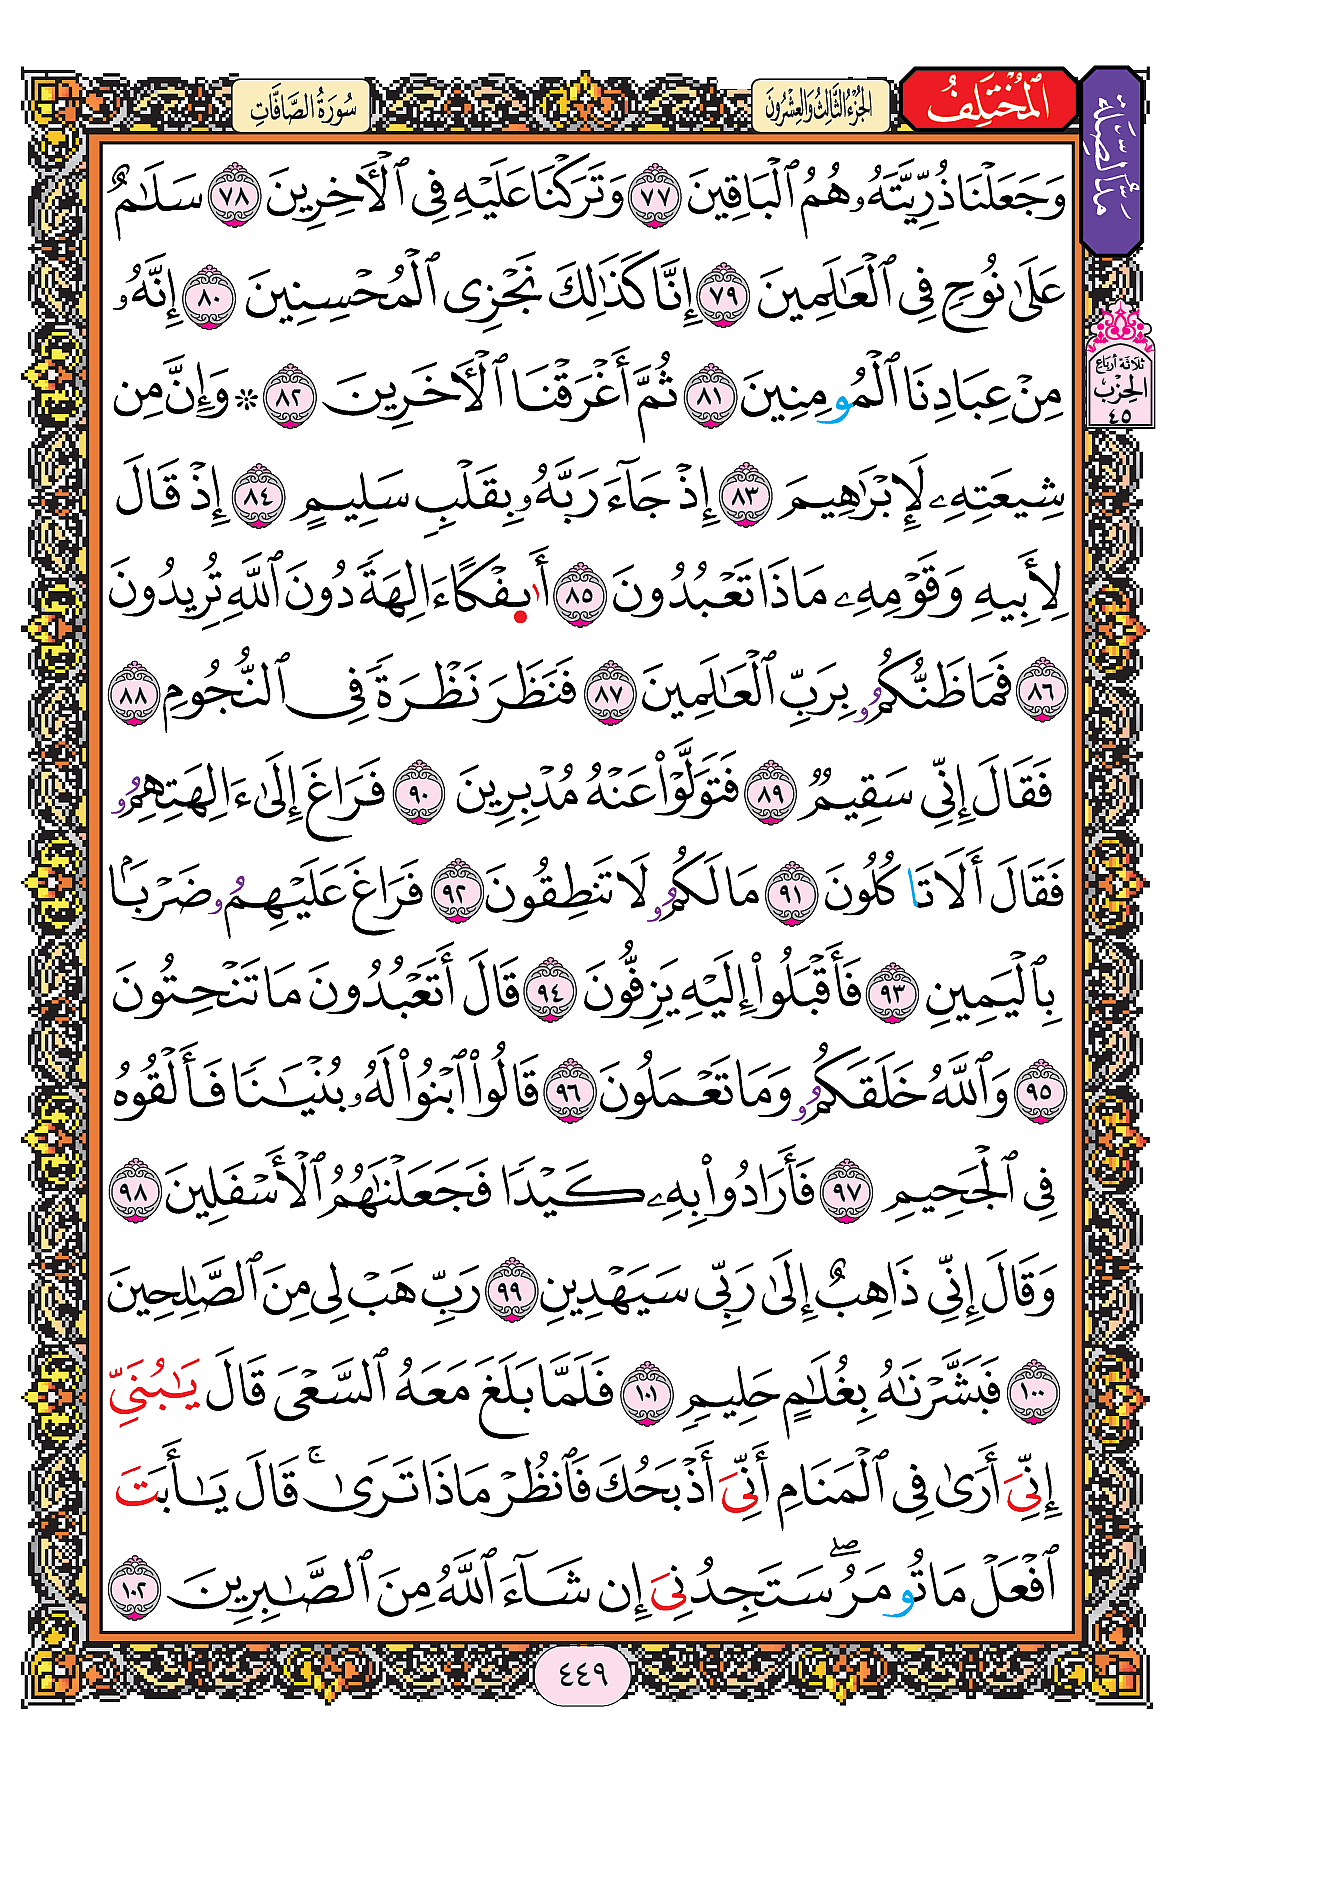 سُورَةُ الصَّافَّاتِ
الجُزْءُ الثَّالِثُ وَالعِشْرُونَ
ٱلْمُخْتَلِفُ
مَدُّ الصِّلَةِ
وَجَعَلْنَا ذُرِّيَّتَهُۥ هُمُ ٱلْبَاقِينَ ٧٧ وَتَرَكْنَا عَلَيْهِ فِى ٱلْأٓخِرِينَ ٧٨ سَلَٰمٌ
عَلَىٰ نُوحٍ فِى ٱلْعَٰلَمِينَ ٧٩ إِنَّا كَذَٰلِكَ نَجْزِى ٱلْمُحْسِنِينَ ٨٠ إِنَّهُۥ
ثلاثة أرباع
الحِزْب
٤٥
مِنْ عِبَادِنَا ٱلْمُومِنِينَ ٨١ ثُمَّ أَغْرَقْنَا ٱلْأٓخَرِينَ ٨٢ ۞ وَإِنَّ مِن
شِيعَتِهِۦ لَإِبْرَٰهِيمَ ٨٣ إِذْ جَآءَ رَبَّهُۥ بِقَلْبٍ سَلِيمٍ ٨٤ إِذْ قَالَ
لِأَبِيهِ وَقَوْمِهِۦ مَاذَا تَعْبُدُونَ ٨٥ أَٰىِٕفْكًا ءَالِهَةً دُونَ ٱللَّهِ تُرِيدُونَ
٨٦ فَمَا ظَنُّكُمُۥ بِرَبِّ ٱلْعَٰلَمِينَ ٨٧ فَنَظَرَ نَظْرَةً فِى ٱلنُّجُومِ ٨٨
فَقَالَ إِنِّى سَقِيمٌ ٨٩ فَتَوَلَّوْا۟ عَنْهُ مُدْبِرِينَ ٩٠ فَرَاغَ إِلَىٰٓ ءَالِهَتِهِمُۥ
فَقَالَ أَلَا تَاكُلُونَ ٩١ مَا لَكُمُۥ لَا تَنطِقُونَ ٩٢ فَرَاغَ عَلَيْهِمُۥ ضَرْبَۢا
بِٱلْيَمِينِ ٩٣ فَأَقْبَلُوٓا۟ إِلَيْهِ يَزِفُّونَ ٩٤ قَالَ أَتَعْبُدُونَ مَا تَنْحِتُونَ
٩٥ وَٱللَّهُ خَلَقَكُمُۥ وَمَا تَعْمَلُونَ ٩٦ قَالُوا۟ ٱبْنُوا۟ لَهُۥ بُنْيَٰنًا فَأَلْقُوهُ
فِى ٱلْجَحِيمِ ٩٧ فَأَرَادُوا۟ بِهِۦ كَيْدًا فَجَعَلْنَٰهُمُ ٱلْأَسْفَلِينَ ٩٨
وَقَالَ إِنِّى ذَاهِبٌ إِلَىٰ رَبِّى سَيَهْدِينِ ٩٩ رَبِّ هَبْ لِى مِنَ ٱلصَّٰلِحِينَ
١٠٠ فَبَشَّرْنَٰهُ بِغُلَٰمٍ حَلِيمٍ ١٠١ فَلَمَّا بَلَغَ مَعَهُ ٱلسَّعْىَ قَالَ يَٰبُنَىِّ
إِنِّىَ أَرَىٰ فِى ٱلْمَنَامِ أَنِّىَ أَذْبَحُكَ فَٱنظُرْ مَاذَا تَرَىٰ ۚ قَالَ يَٰٓأَبَتَ
ٱفْعَلْ مَا تُومَرُ ۖ سَتَجِدُنِىَ إِن شَآءَ ٱللَّهُ مِنَ ٱلصَّٰبِرِينَ ١٠٢
٤٤٩